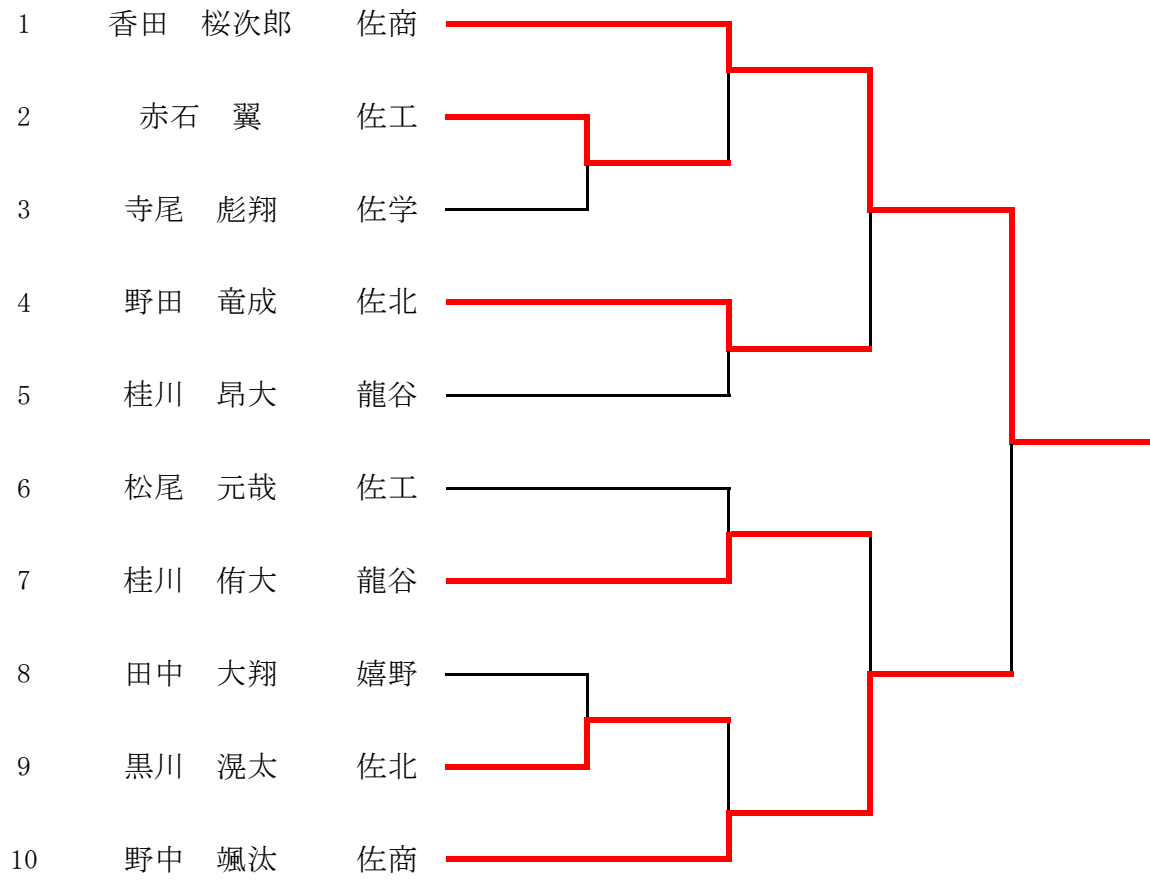 1 香田 桜次郎 佐商
2 赤石 翼 佐工
3 寺尾 彪翔 佐学
4 野田 竜成 佐北
5 桂川 昂大 龍谷
6 松尾 元哉 佐工
7 桂川 侑大 龍谷
8 田中 大翔 嬉野
9 黒川 滉太 佐北
10 野中 颯汰 佐商